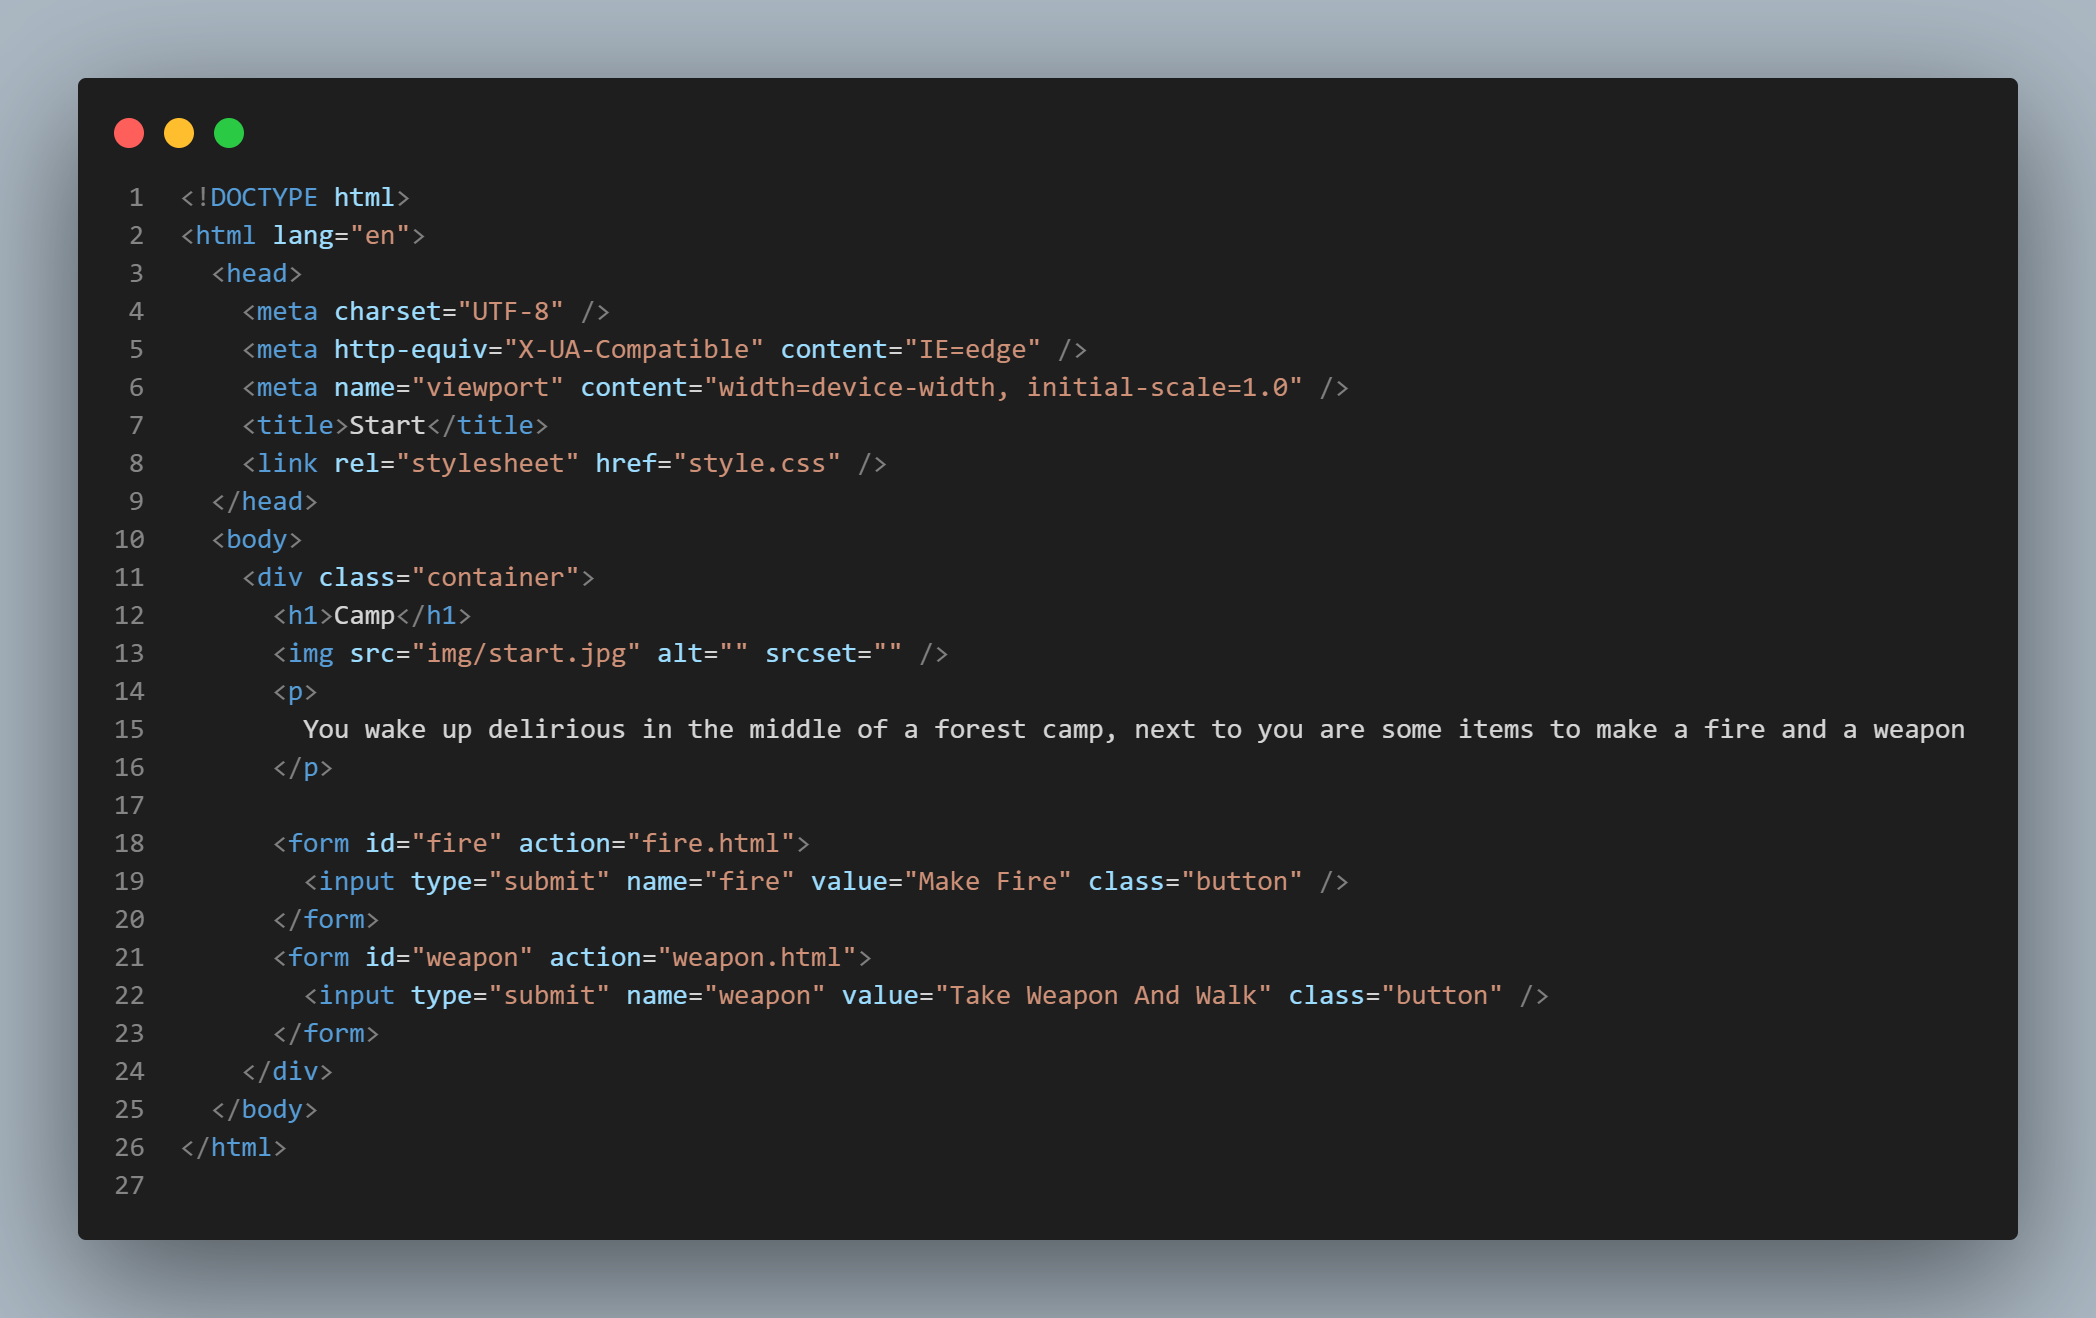 1 <!DOCTYPE html>
2 <html lang="en">
3   <head>
4     <meta charset="UTF-8" />
5     <meta http-equiv="X-UA-Compatible" content="IE=edge" />
6     <meta name="viewport" content="width=device-width, initial-scale=1.0" />
7     <title>Start</title>
8     <link rel="stylesheet" href="style.css" />
9   </head>
10   <body>
11     <div class="container">
12       <h1>Camp</h1>
13       <img src="img/start.jpg" alt="" srcset="" />
14       <p>
15         You wake up delirious in the middle of a forest camp, next to you are some items to make a fire and a weapon
16       </p>
17
18       <form id="fire" action="fire.html">
19         <input type="submit" name="fire" value="Make Fire" class="button" />
20       </form>
21       <form id="weapon" action="weapon.html">
22         <input type="submit" name="weapon" value="Take Weapon And Walk" class="button" />
23       </form>
24     </div>
25   </body>
26 </html>
27